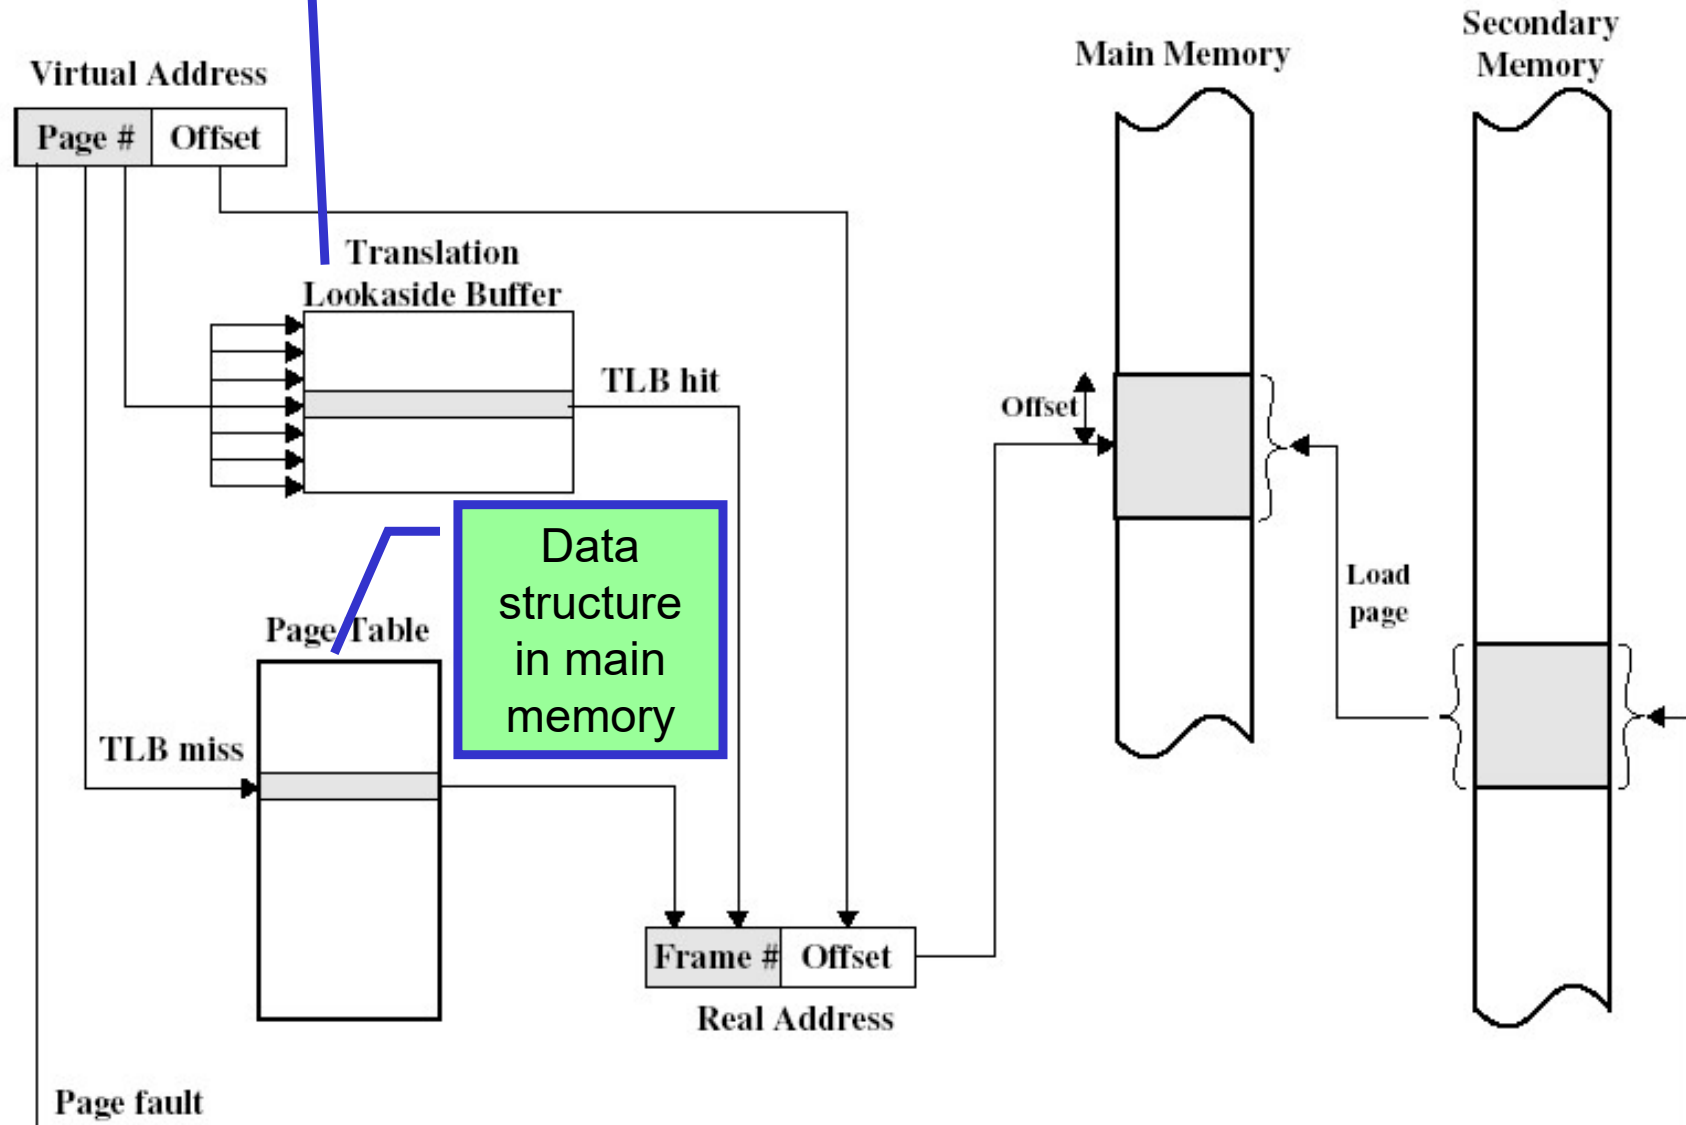 Secondary
Memory
Main Memory
Virtual Address
Page #
Offset
Translation
Lookaside Buffer
TLB hit
Offset
Data
structure
in main
memory
Load
page
Page Table
TLB miss
Frame #
Offset
Real Address
Page fault